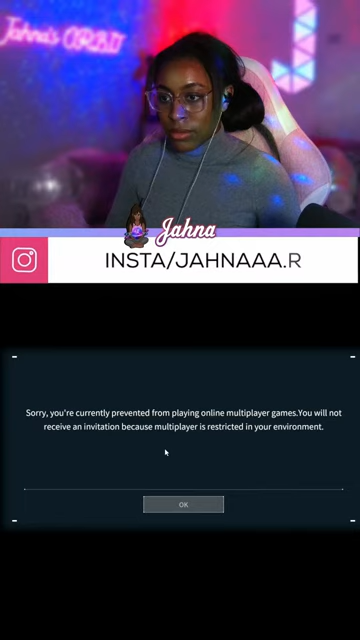 Jahna's ORBIT
Jahna
INSTA/JAHNAAA.R
Sorry, you're currently prevented from playing online multiplayer games.You will not
receive an invitation because multiplayer is restricted in your environment.
OK